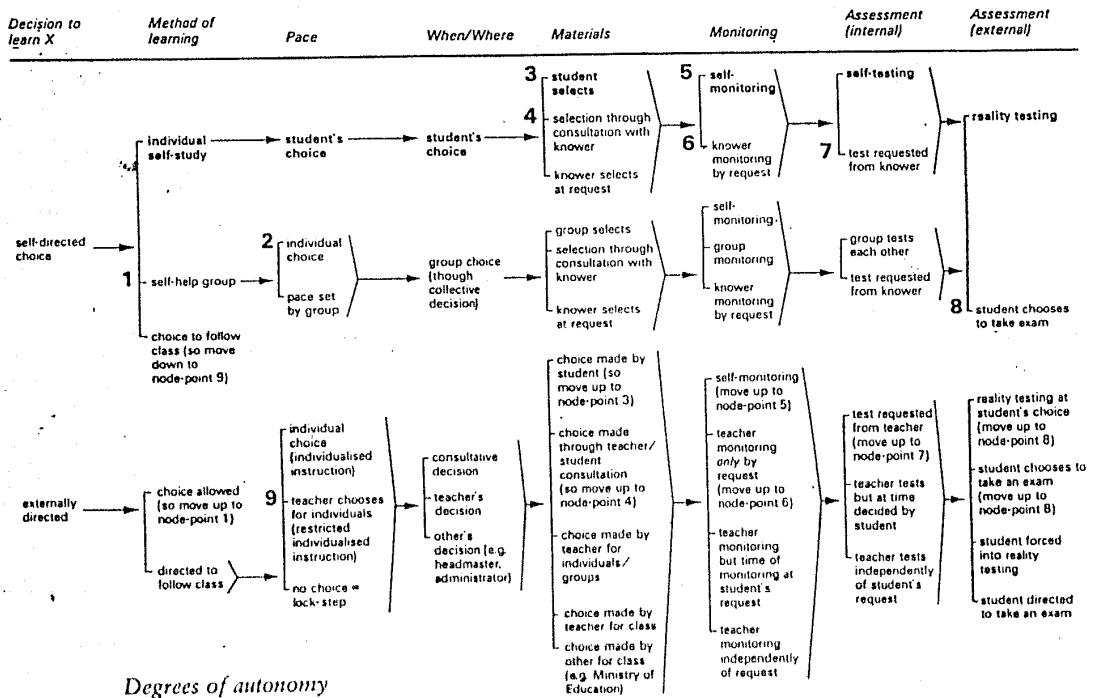 Decision to
learn X
Method of
learning
Pace
When/Where
Materials
Monitoring
Assessment
(internal)
Assessment
(external)
self-directed
choice
individual
self-study
student's
choice
student's
choice
3 student
selects
4 selection through
consultation with
knower
knower selects
at request
5 self-
monitoring
6 knower
monitoring
by request
self-testing
7 test requested
from knower
reality testing
1 self-help group
2 individual
choice
pace set
by group
group choice
(though
collective
decision)
group selects
selection through
consultation with
knower
knower selects
at request
self-
monitoring
group
monitoring
knower
monitoring
by request
group tests
each other
test requested
from knower
8 student chooses
to take exam
choice to follow
class (so move
down to
node-point 9)
externally
directed
choice allowed
(so move up to
node-point 1)
directed to
follow class
individual
choice
(individualised
instruction)
9 teacher chooses
for individuals
(restricted
individualised
instruction)
no choice =
lock-step
consultative
decision
teacher's
decision
other's
decision (e.g.
headmaster,
administrator)
choice made by
student (so
move up to
node-point 3)
choice made
through teacher/
student
consultation
(so move up to
node-point 4)
choice made by
teacher for
individuals/
groups
choice made by
teacher for class
choice made by
other for class
(e.g. Ministry of
Education)
self-monitoring
(move up to
node-point 5)
teacher
monitoring
only by
request
(move up to
node-point 6)
teacher
monitoring
but time of
monitoring at
student's
request
teacher
monitoring
independently
of request
test requested
from teacher
(move up to
node-point 7)
teacher tests
but at time
decided by
student
teacher tests
independently
of student's
request
reality testing at
student's choice
(move up to
node-point 8)
student chooses to
take an exam
(move up to
node-point 8)
student forced
into reality
testing
student directed
to take an exam
Degrees of autonomy